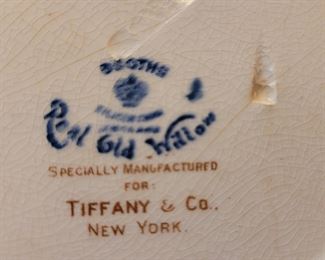 BOOTHS
Real Old Willow
SPECIALLY MANUFACTURED
FOR:
TIFFANY & CO.,
NEW YORK.